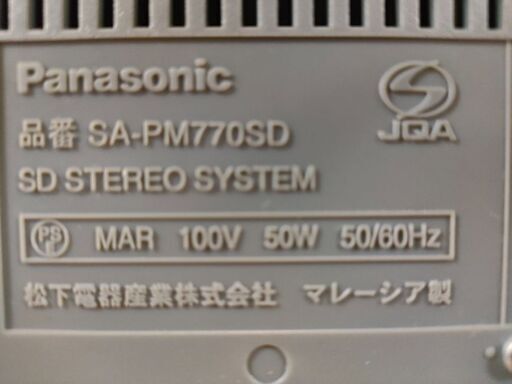 Panasonic
JQA
品番 SA-PM770SD
SD STEREO SYSTEM
PSE MAR 100V 50W 50/60Hz
松下電器産業株式会社 マレーシア製